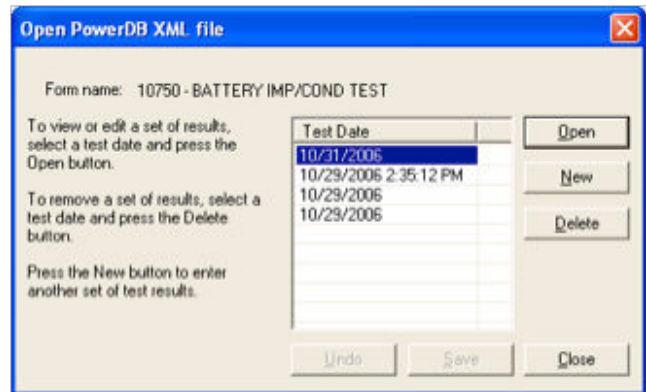 Open PowerDB XML file
Form name: 10750 - BATTERY IMP/COND TEST
To view or edit a set of results,
select a test date and press the
Open button.
To remove a set of results, select a
test date and press the Delete
button.
Press the New button to enter
another set of test results.
Test Date
10/31/2006
10/29/2006 2:35:12 PM
10/29/2006
10/29/2006
Open
New
Delete
Undo
Save
Close